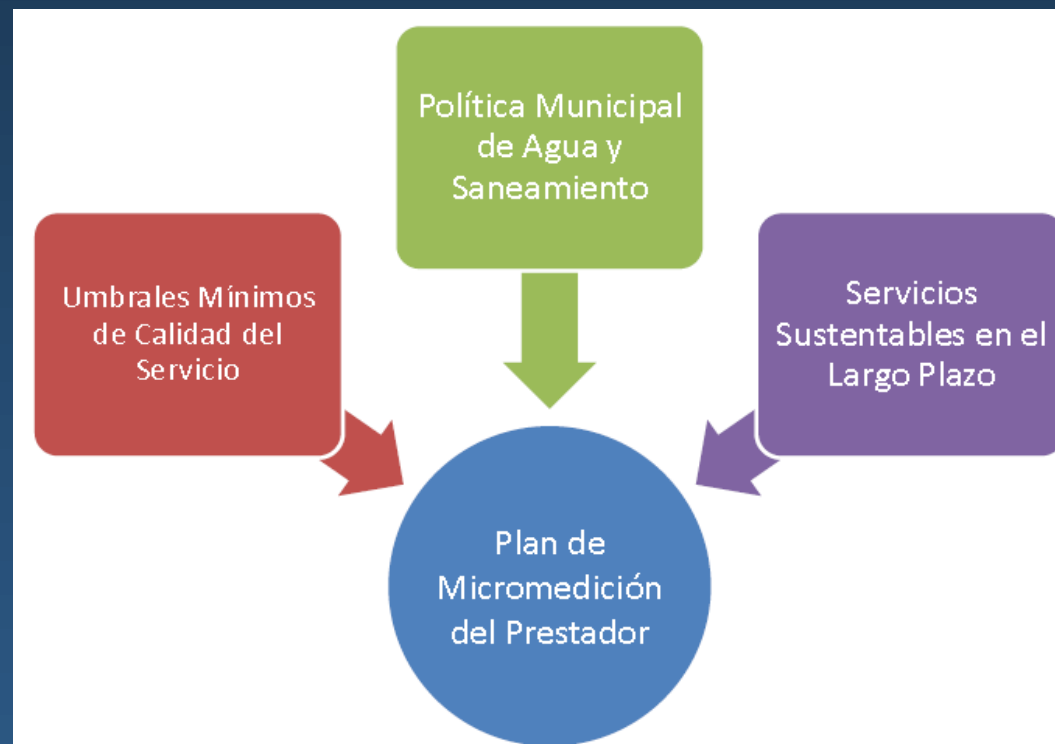 Política Municipal
de Agua y
Saneamiento
Umbrales Mínimos
de Calidad del
Servicio
Servicios
Sustentables en el
Largo Plazo
Plan de
Micromedición
del Prestador